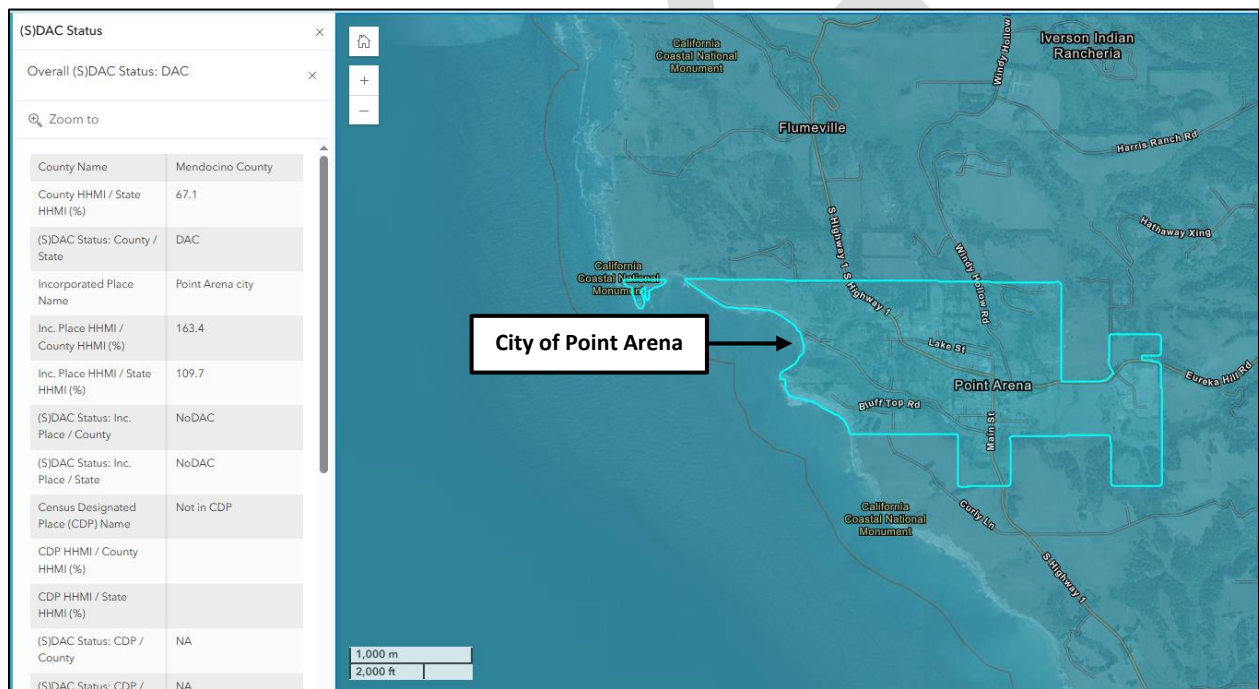 (S)DAC Status ×
Overall (S)DAC Status: DAC ×
Zoom to
County Name Mendocino County
County HHMI / State 67.1
HHMI (%)
(S)DAC Status: County / DAC
State
Incorporated Place Point Arena city
Name
Inc. Place HHMI / 163.4
County HHMI (%)
Inc. Place HHMI / State 109.7
HHMI (%)
(S)DAC Status: Inc. NoDAC
Place / County
(S)DAC Status: Inc. NoDAC
Place / State
Census Designated Not in CDP
Place (CDP) Name
CDP HHMI / County
HHMI (%)
CDP HHMI / State
HHMI (%)
(S)DAC Status: CDP / NA
County
(S)DAC Status: CDP / NA
+
−
California
Coastal National
Monument
Iverson Indian
Rancheria
Windy Hollow
Flumeville
Harris Ranch Rd
Hathaway Xing
S Highway 1
S Highway 1
Windy Hollow Rd
California
Coastal National
Monument
City of Point Arena
Lake St
Point Arena
Eureka Hill Rd
Bluff Top Rd
Main St
California
Coastal National
Monument
Curly Ln
S Highway 1
1,000 m
2,000 ft